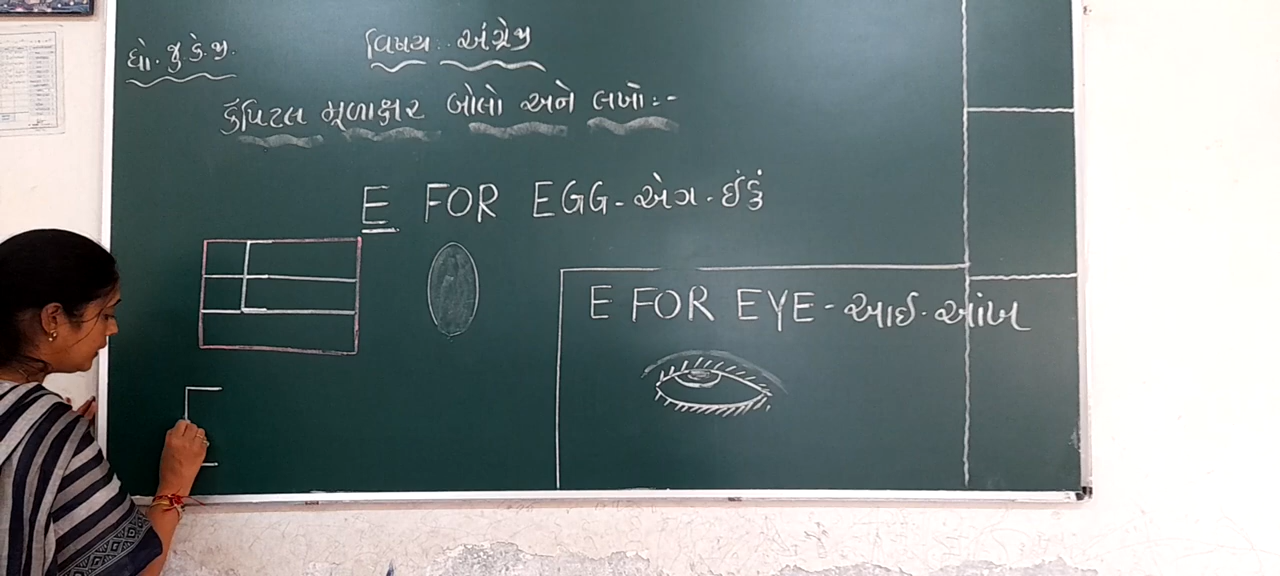 ધો. જુ. કે. જી.
વિષય : અંગ્રેજી
કૅપિટલ મૂળાક્ષર બોલો અને લખો :-
E FOR EGG - એગ - ઈંડું
E FOR EYE - આઈ - આંખ